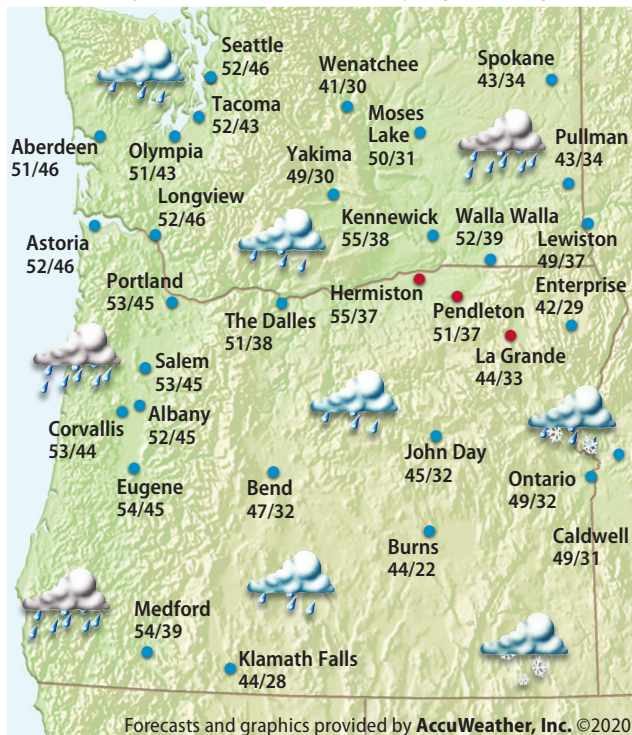 Seattle
52/46
Wenatchee
41/30
Spokane
43/34
Tacoma
52/43
Moses
Lake
50/31
Aberdeen
51/46
Olympia
51/43
Yakima
49/30
Pullman
43/34
Longview
52/46
Kennewick
55/38
Walla Walla
52/39
Lewiston
49/37
Astoria
52/46
Portland
53/45
The Dalles
51/38
Hermiston
55/37
Pendleton
51/37
Enterprise
42/29
La Grande
44/33
Salem
53/45
Albany
52/45
Corvallis
53/44
John Day
45/32
Eugene
54/45
Bend
47/32
Ontario
49/32
Burns
44/22
Caldwell
49/31
Medford
54/39
Klamath Falls
44/28
Forecasts and graphics provided by AccuWeather, Inc. ©2020